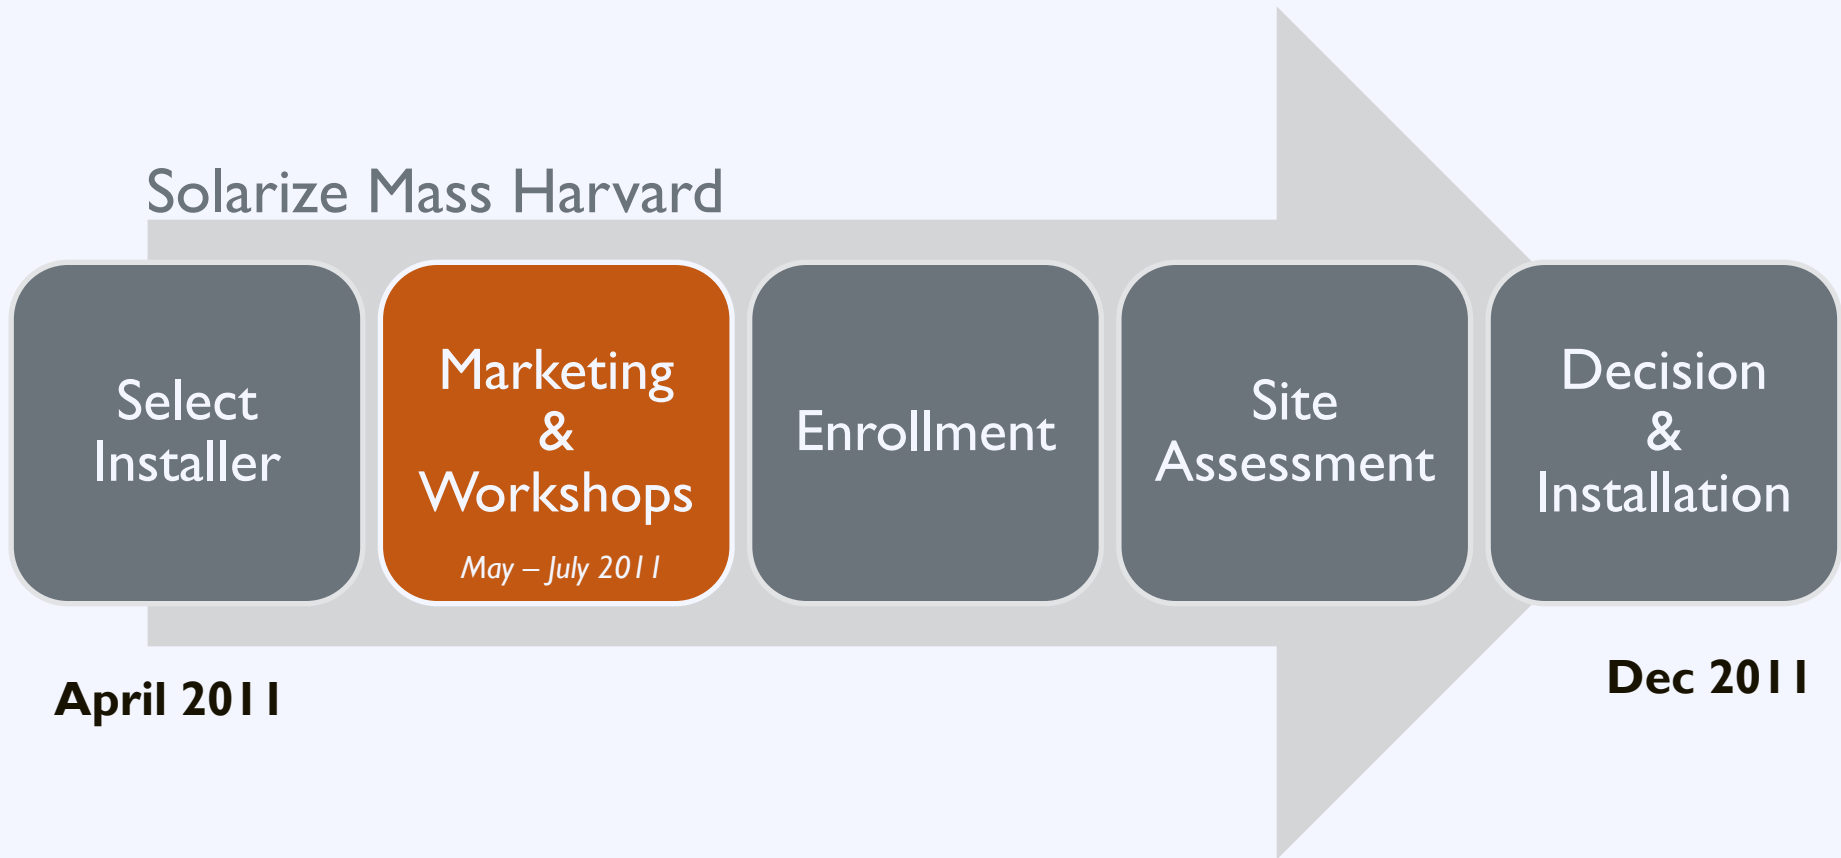 Solarize Mass Harvard
Select
Installer
Marketing
&
Workshops
May – July 2011
Enrollment
Site
Assessment
Decision
&
Installation
April 2011
Dec 2011